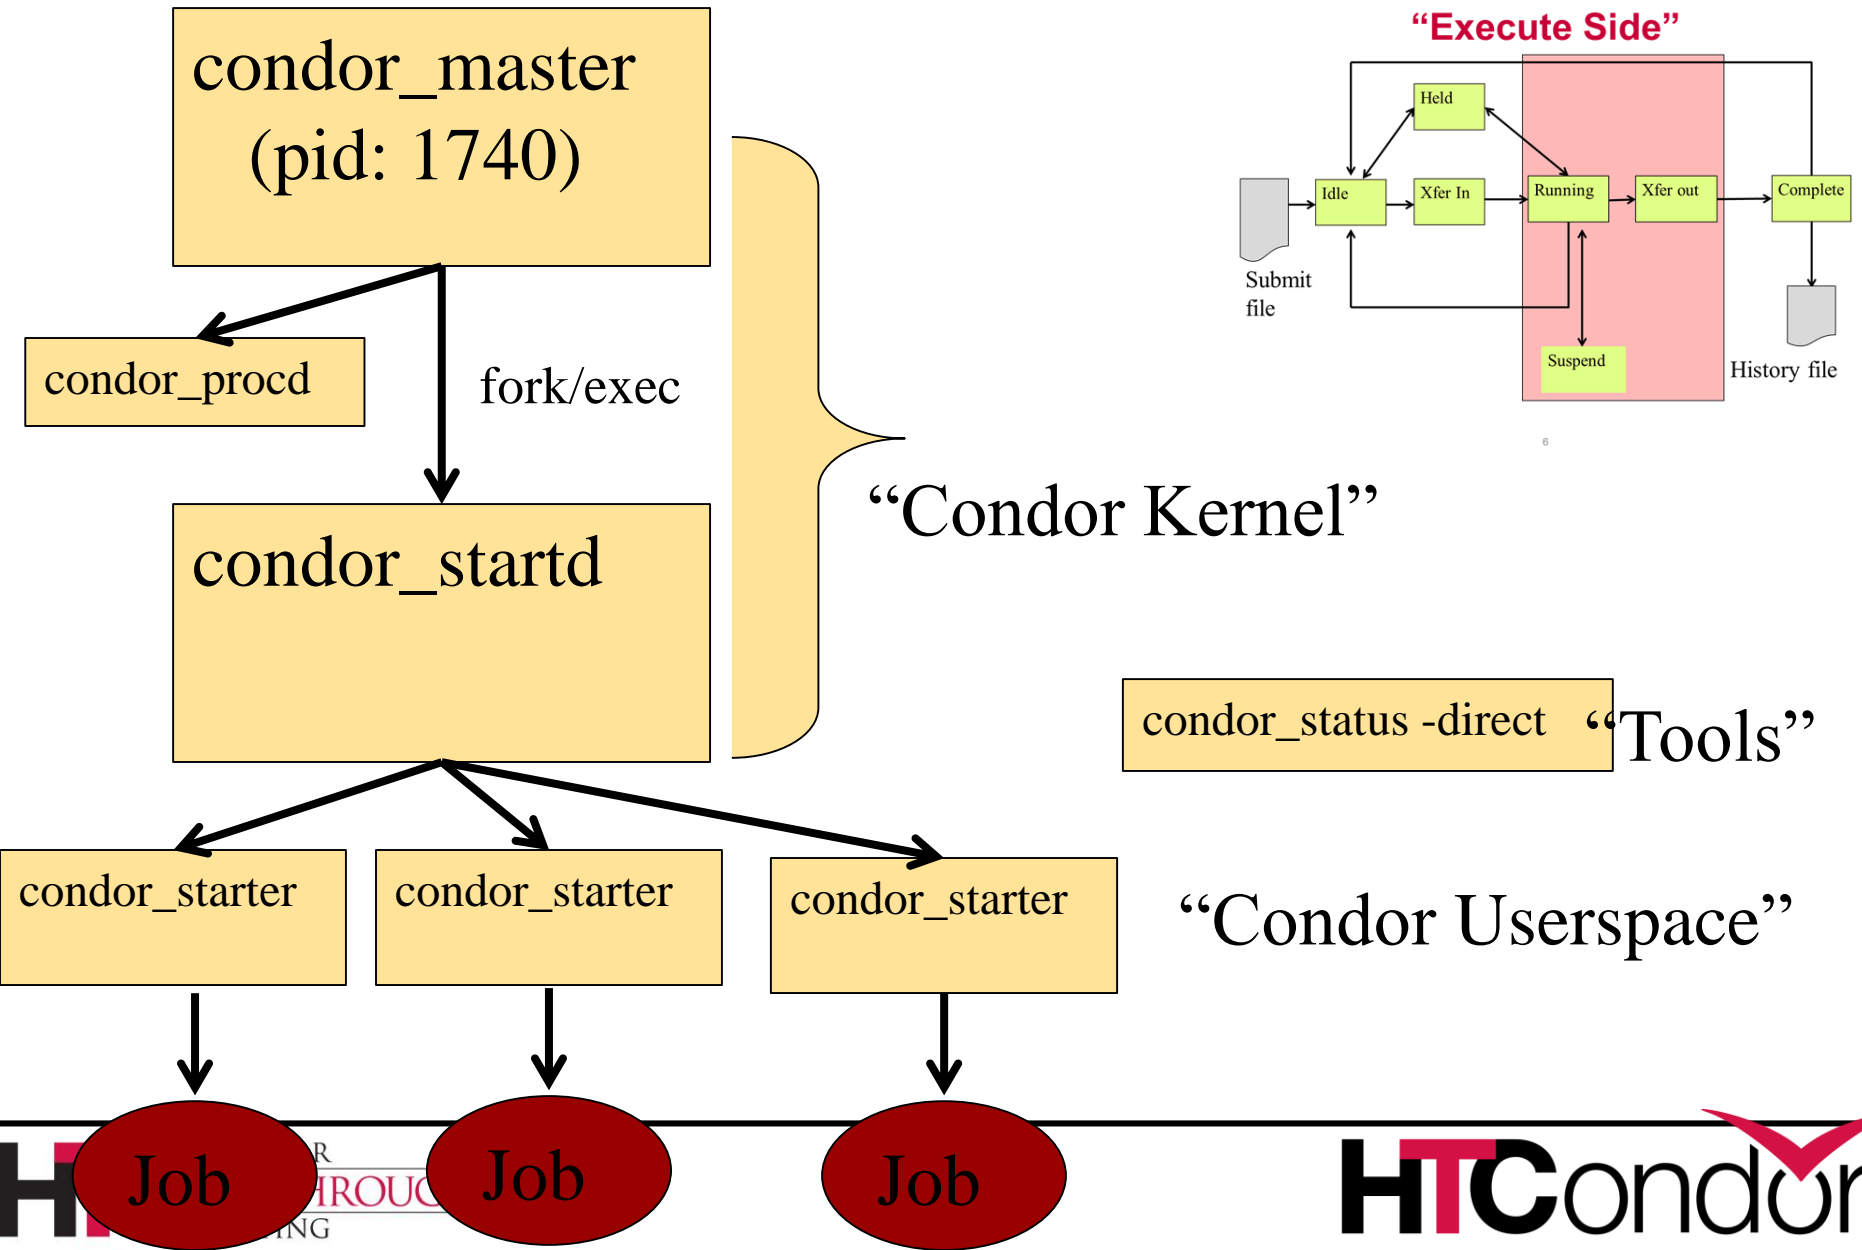 condor_master
(pid: 1740)
condor_procd
fork/exec
condor_startd
“Condor Kernel”
“Execute Side”
Held
Idle
Xfer In
Running
Xfer out
Complete
Submit
file
Suspend
History file
6
condor_status -direct
“Tools”
condor_starter
condor_starter
condor_starter
“Condor Userspace”
Job
Job
Job
HTCondor